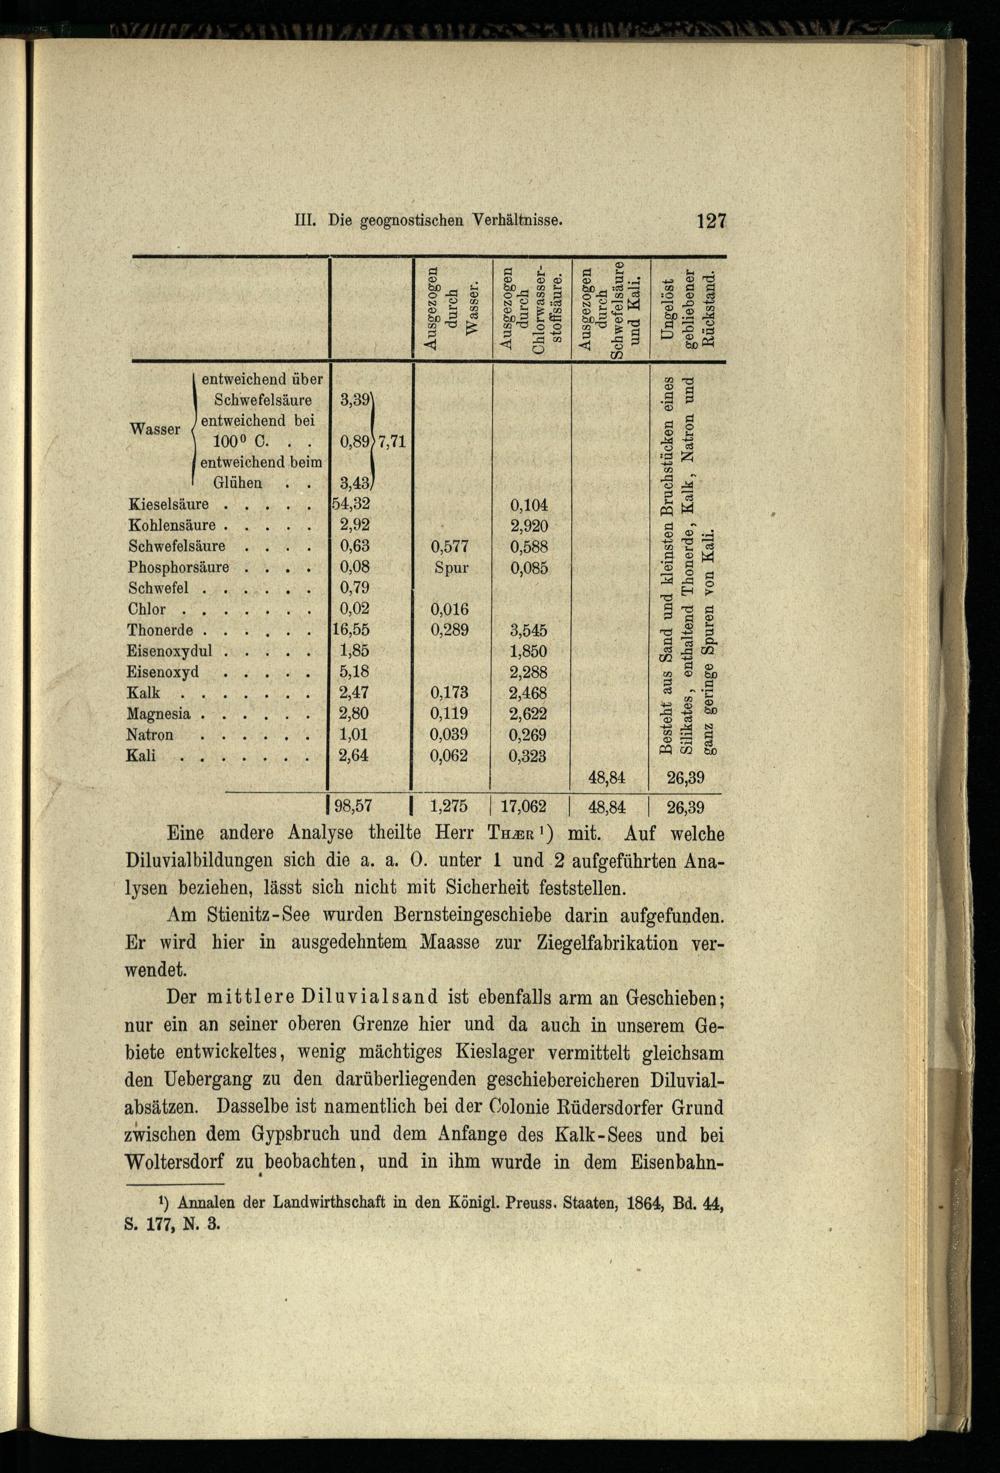 III. Die geognostischen Verhältnisse. 127
Ausgezogen durch Wasser. | Ausgezogen durch Chlorwasser-stoffsäure. | Ausgezogen durch Schwefelsäure und Kali. | Ungelöst gebliebener Rückstand.
Wasser
entweichend über
Schwefelsäure 3,39
entweichend bei
100⁰ C. . . 0,89 7,71
entweichend beim
Glühen . . 3,43
Kieselsäure . . . . . 54,32 0,104
Kohlensäure . . . . . 2,92 2,920
Schwefelsäure . . . . 0,63 0,577 0,588
Phosphorsäure . . . . 0,08 Spur 0,085
Schwefel . . . . . . 0,79
Chlor . . . . . . . 0,02 0,016
Thonerde . . . . . . 16,55 0,289 3,545
Eisenoxydul . . . . . 1,85 1,850
Eisenoxyd . . . . . 5,18 2,288
Kalk . . . . . . . 2,47 0,173 2,468
Magnesia . . . . . . 2,80 0,119 2,622
Natron . . . . . . 1,01 0,039 0,269
Kali . . . . . . . 2,64 0,062 0,323
48,84 26,39
Besteht aus Sand und kleinsten Bruchstücken eines
Silikates, enthaltend Thonerde, Kalk, Natron und
ganz geringe Spuren von Kali.
98,57 1,275 17,062 48,84 26,39
Eine andere Analyse theilte Herr THÆR ¹) mit. Auf welche
Diluvialbildungen sich die a. a. O. unter 1 und 2 aufgeführten Ana-
lysen beziehen, lässt sich nicht mit Sicherheit feststellen.
Am Stienitz-See wurden Bernsteingeschiebe darin aufgefunden.
Er wird hier in ausgedehntem Maasse zur Ziegelfabrikation ver-
wendet.
Der mittlere Diluvialsand ist ebenfalls arm an Geschieben;
nur ein an seiner oberen Grenze hier und da auch in unserem Ge-
biete entwickeltes, wenig mächtiges Kieslager vermittelt gleichsam
den Uebergang zu den darüberliegenden geschiebereicheren Diluvial-
absätzen. Dasselbe ist namentlich bei der Colonie Rüdersdorfer Grund
zwischen dem Gypsbruch und dem Anfange des Kalk-Sees und bei
Woltersdorf zu beobachten, und in ihm wurde in dem Eisenbahn-
¹) Annalen der Landwirthschaft in den Königl. Preuss. Staaten, 1864, Bd. 44,
S. 177, N. 3.